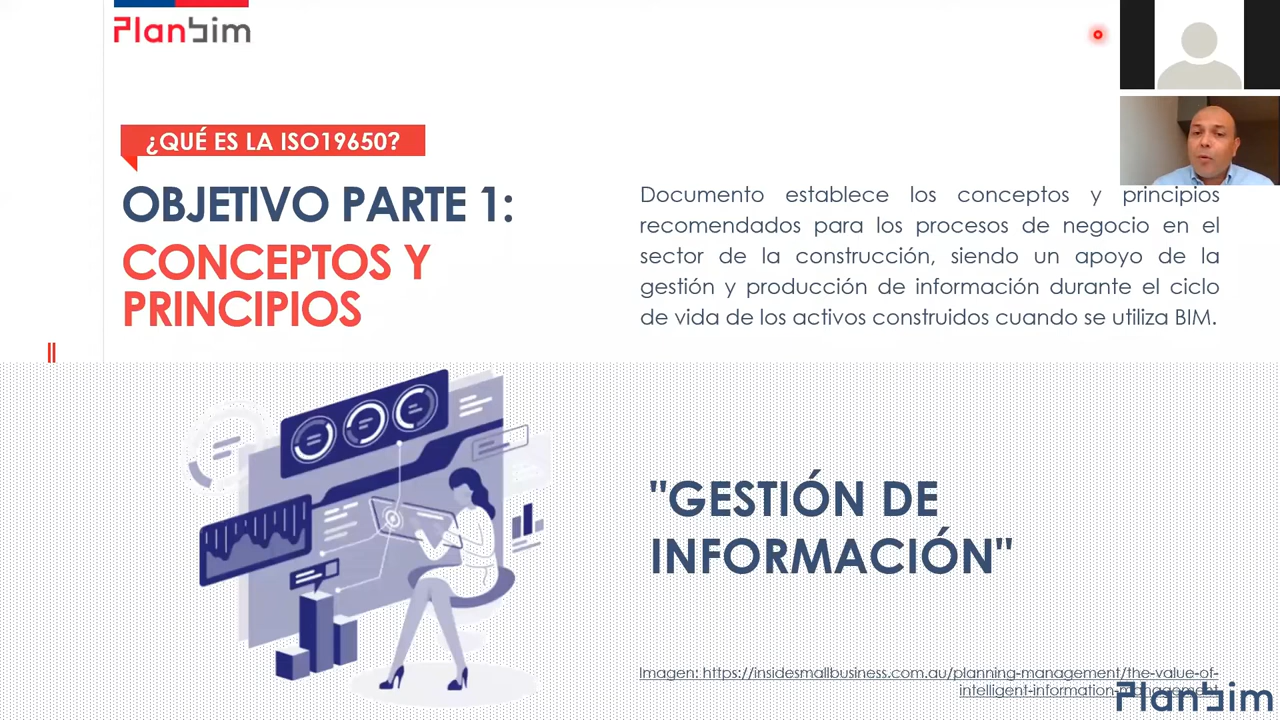 PlanBim
¿QUÉ ES LA ISO19650?
OBJETIVO PARTE 1:
CONCEPTOS Y
PRINCIPIOS
Documento establece los conceptos y principios
recomendados para los procesos de negocio en el
sector de la construcción, siendo un apoyo de la
gestión y producción de información durante el ciclo
de vida de los activos construidos cuando se utiliza BIM.
"GESTIÓN DE
INFORMACIÓN"
Imagen: https://insidesmallbusiness.com.au/planning-management/the-value-of-
intelligent-information-management
PlanBim